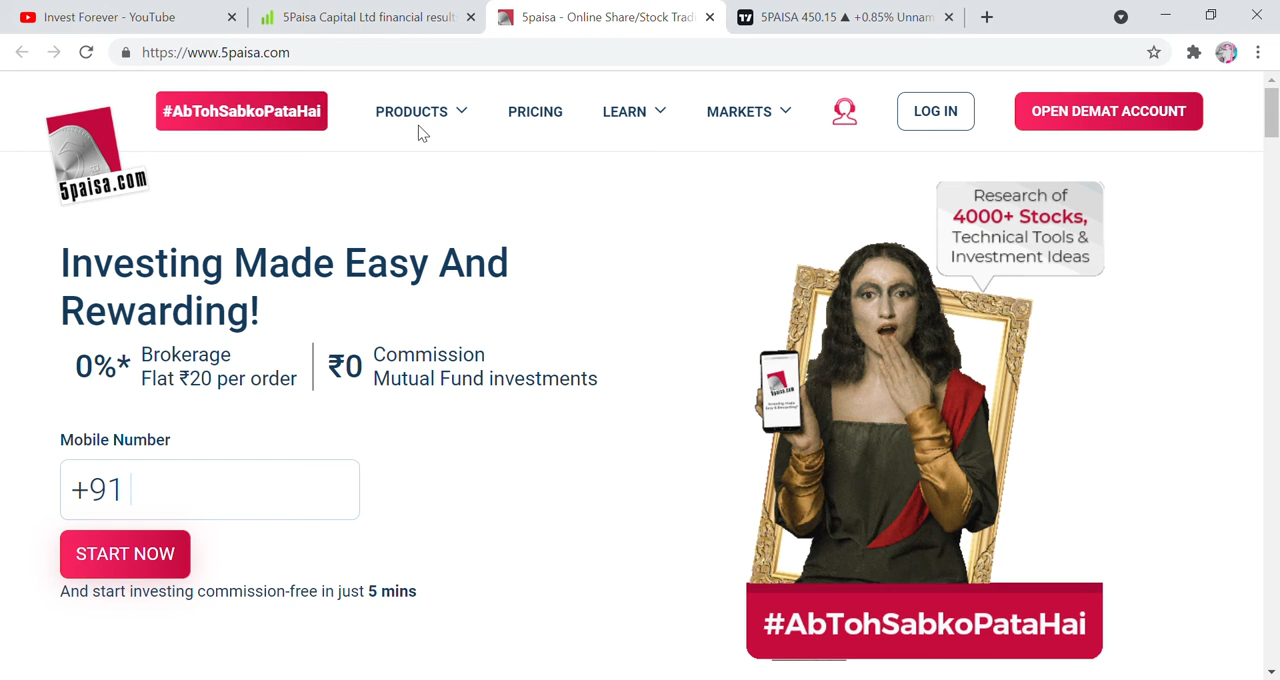 Invest Forever - YouTube
5Paisa Capital Ltd financial result
5paisa - Online Share/Stock Tradi
5PAISA 450.15 ▲ +0.85% Unnam
https://www.5paisa.com
#AbTohSabkoPataHai
PRODUCTS
PRICING
LEARN
MARKETS
LOG IN
OPEN DEMAT ACCOUNT
5paisa.com
Investing Made Easy And
Rewarding!
0%* Brokerage
Flat ₹20 per order
₹0 Commission
Mutual Fund investments
Mobile Number
+91
START NOW
And start investing commission-free in just 5 mins
Research of
4000+ Stocks,
Technical Tools &
Investment Ideas
5paisa.com
#AbTohSabkoPataHai